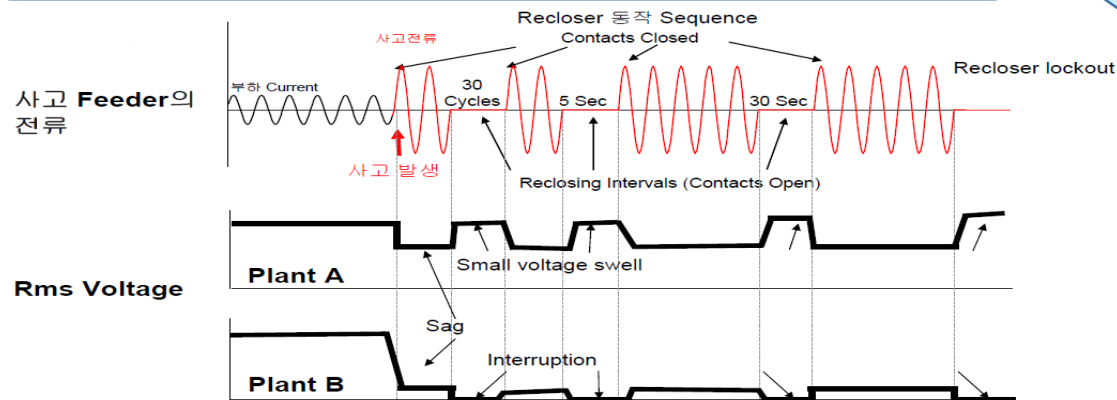 Recloser 동작 Sequence
사고전류
Contacts Closed
Recloser lockout
부하 Current
30
Cycles
5 Sec
30 Sec
사고 Feeder의
전류
사고 발생
Reclosing Intervals (Contacts Open)
Small voltage swell
Plant A
Rms Voltage
Sag
Interruption
Plant B